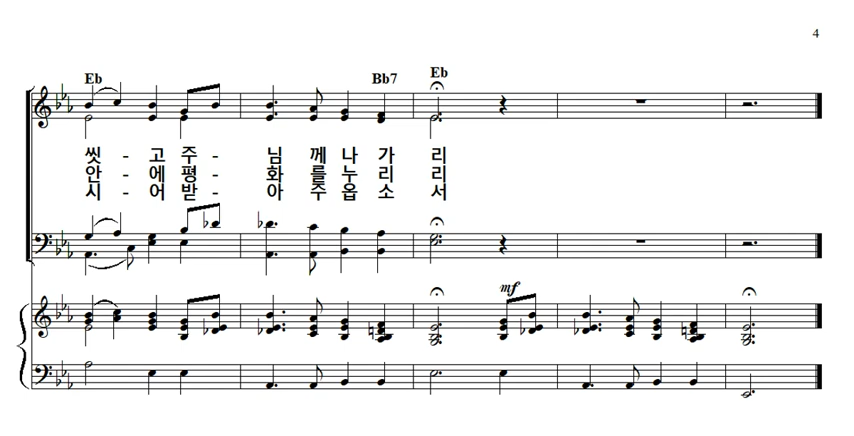 4
Eb Bb7 Eb
씻 - 고 주 - 님 께 나 가 리
안 - 에 평 - 화 를 누 리 리
시 - 어 받 - 아 주 옵 소 서
mf